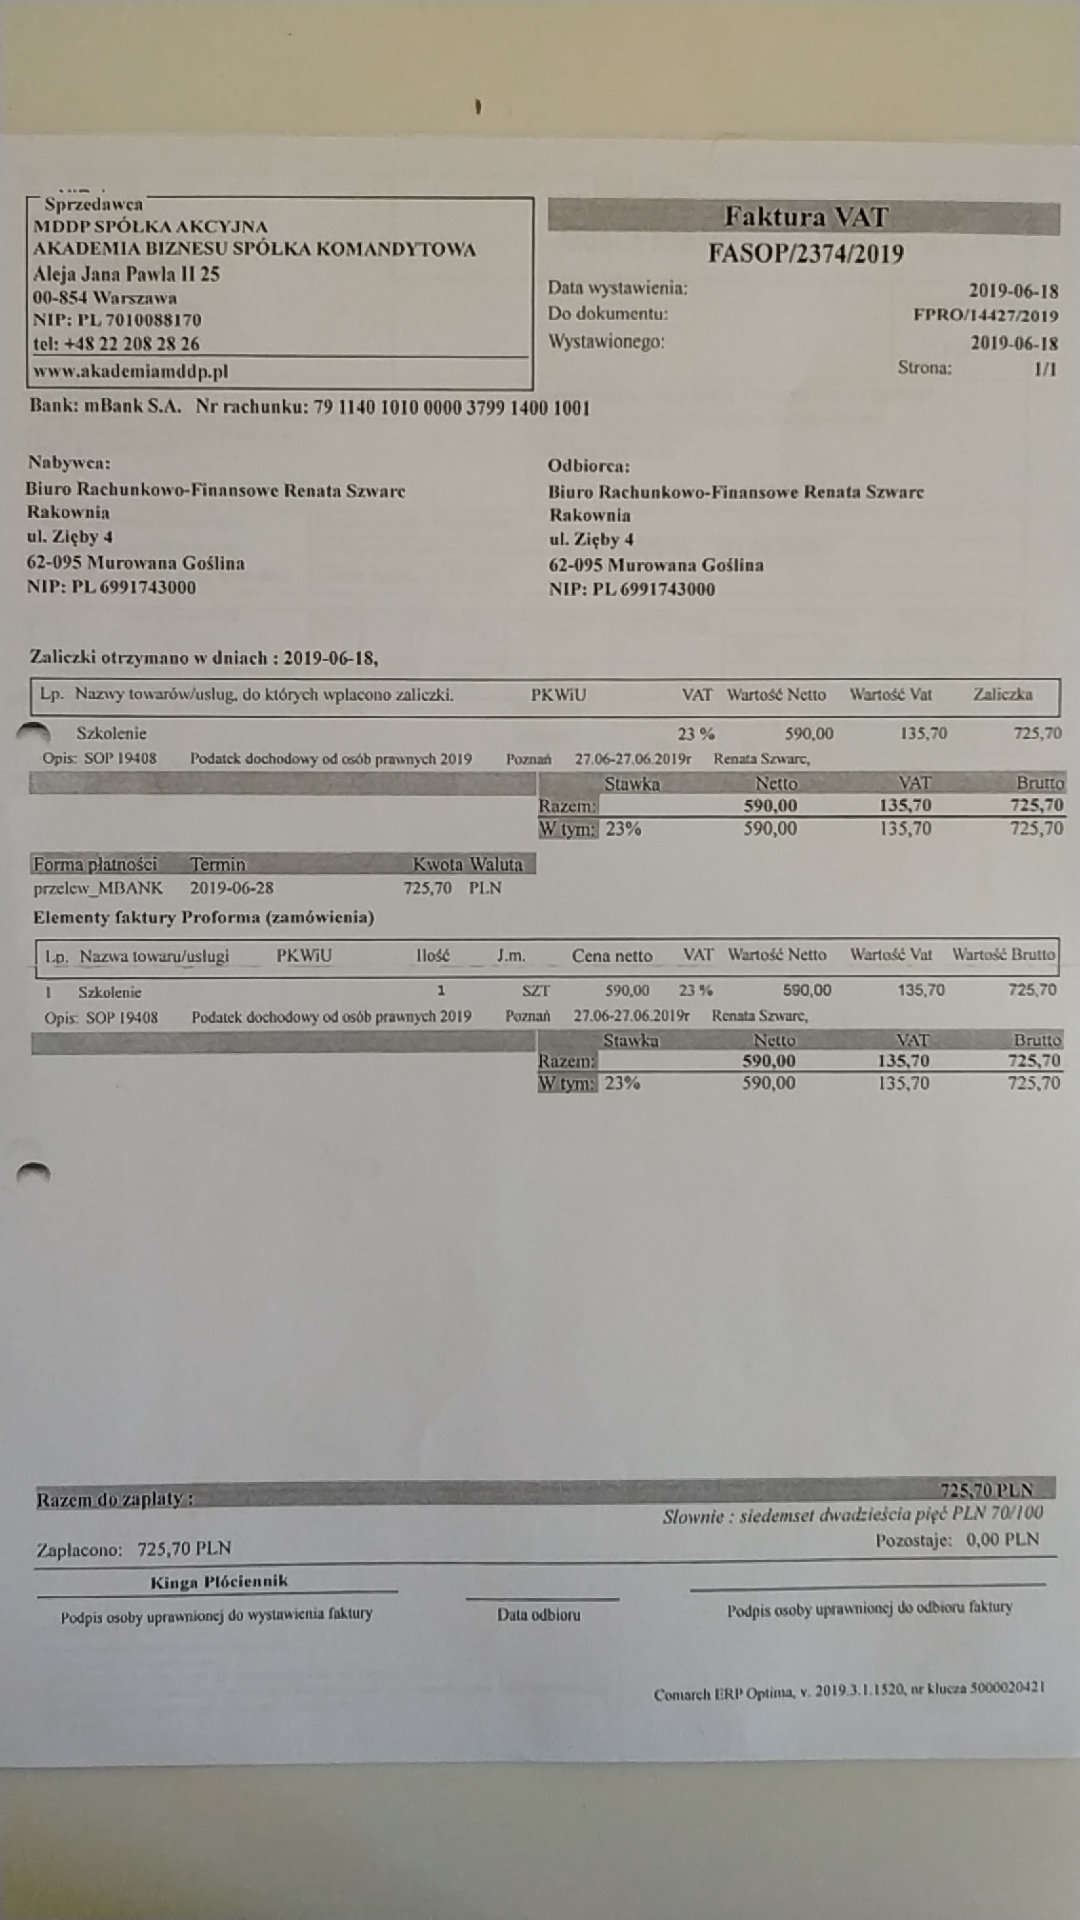 Sprzedawca
MDDP SPÓŁKA AKCYJNA
AKADEMIA BIZNESU SPÓŁKA KOMANDYTOWA
Aleja Jana Pawla II 25
00-854 Warszawa
NIP: PL 7010088170
tel: +48 22 208 28 26
www.akademiamddp.pl
Faktura VAT
FASOP/2374/2019
Data wystawienia: 2019-06-18
Do dokumentu: FPRO/14427/2019
Wystawionego: 2019-06-18
Strona: 1/1
Bank: mBank S.A. Nr rachunku: 79 1140 1010 0000 3799 1400 1001
Nabywca:
Biuro Rachunkowo-Finansowe Renata Szwarc
Rakownia
ul. Zięby 4
62-095 Murowana Goślina
NIP: PL 6991743000
Odbiorca:
Biuro Rachunkowo-Finansowe Renata Szwarc
Rakownia
ul. Zięby 4
62-095 Murowana Goślina
NIP: PL 6991743000
Zaliczki otrzymano w dniach : 2019-06-18,
Lp. Nazwy towarów/usług, do których wpłacono zaliczki. PKWiU VAT Wartość Netto Wartość Vat Zaliczka
Szkolenie 23 % 590,00 135,70 725,70
Opis: SOP 19408 Podatek dochodowy od osób prawnych 2019 Poznań 27.06-27.06.2019r Renata Szwarc,
Stawka Netto VAT Brutto
Razem: 590,00 135,70 725,70
W tym: 23% 590,00 135,70 725,70
Forma płatności Termin Kwota Waluta
przelew_MBANK 2019-06-28 725,70 PLN
Elementy faktury Proforma (zamówienia)
Lp. Nazwa towaru/usługi PKWiU Ilość J.m. Cena netto VAT Wartość Netto Wartość Vat Wartość Brutto
1 Szkolenie 1 SZT 590,00 23 % 590,00 135,70 725,70
Opis: SOP 19408 Podatek dochodowy od osób prawnych 2019 Poznań 27.06-27.06.2019r Renata Szwarc,
Stawka Netto VAT Brutto
Razem: 590,00 135,70 725,70
W tym: 23% 590,00 135,70 725,70
Razem do zapłaty : 725,70 PLN
Słownie : siedemset dwadzieścia pięć PLN 70/100
Zapłacono: 725,70 PLN Pozostaje: 0,00 PLN
Kinga Płóciennik
Podpis osoby uprawnionej do wystawienia faktury Data odbioru Podpis osoby uprawnionej do odbioru faktury
Comarch ERP Optima, v. 2019.3.1.1520, nr klucza 5000020421